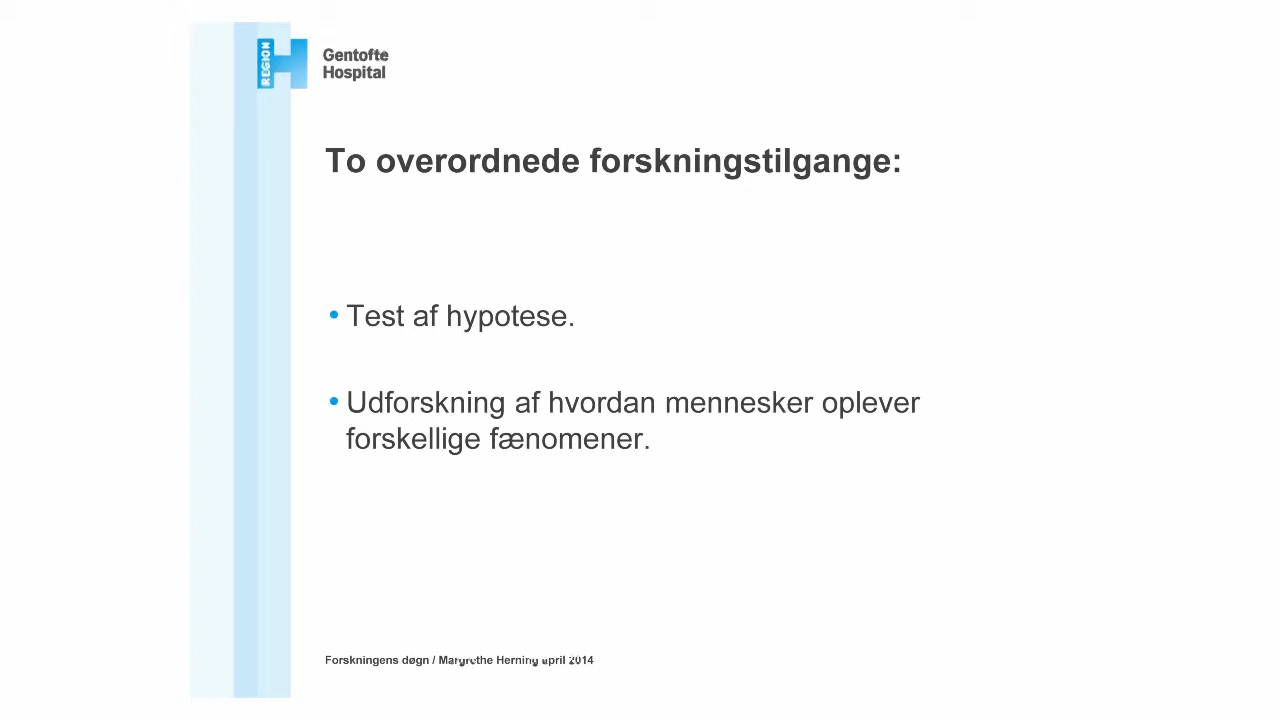 REGION
Gentofte
Hospital
To overordnede forskningstilgange:
• Test af hypotese.
• Udforskning af hvordan mennesker oplever
forskellige fænomener.
Forskningens døgn / Margrethe Herning april 2014